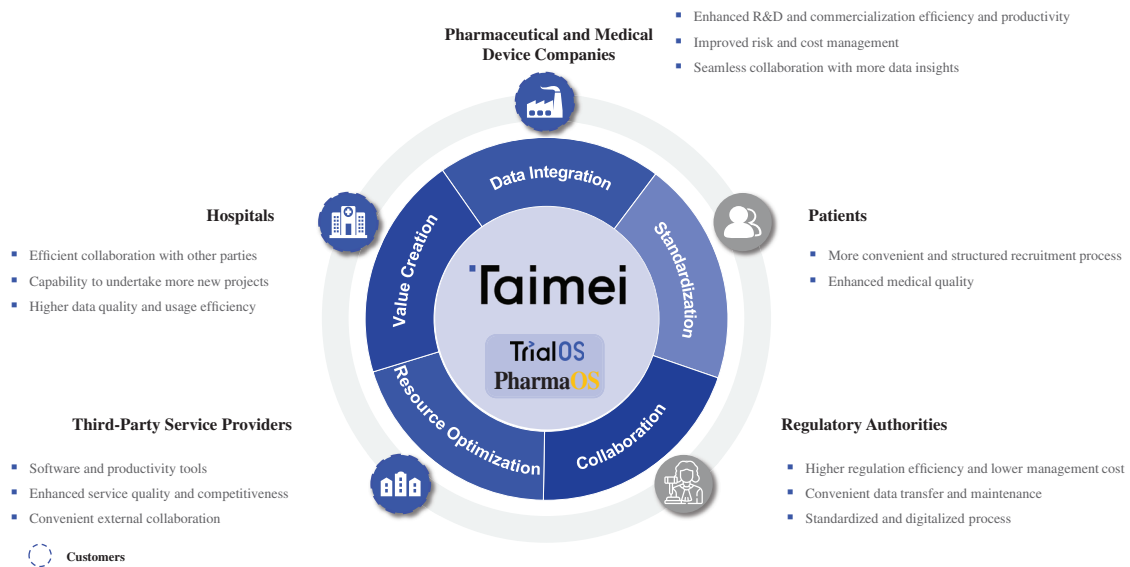 Pharmaceutical and Medical
Device Companies
Enhanced R&D and commercialization efficiency and productivity
Improved risk and cost management
Seamless collaboration with more data insights
Hospitals
Efficient collaboration with other parties
Capability to undertake more new projects
Higher data quality and usage efficiency
Patients
More convenient and structured recruitment process
Enhanced medical quality
Data Integration
Standardization
Collaboration
Resource Optimization
Value Creation
Taimei
TrialOS
PharmaOS
Third-Party Service Providers
Software and productivity tools
Enhanced service quality and competitiveness
Convenient external collaboration
Regulatory Authorities
Higher regulation efficiency and lower management cost
Convenient data transfer and maintenance
Standardized and digitalized process
Customers